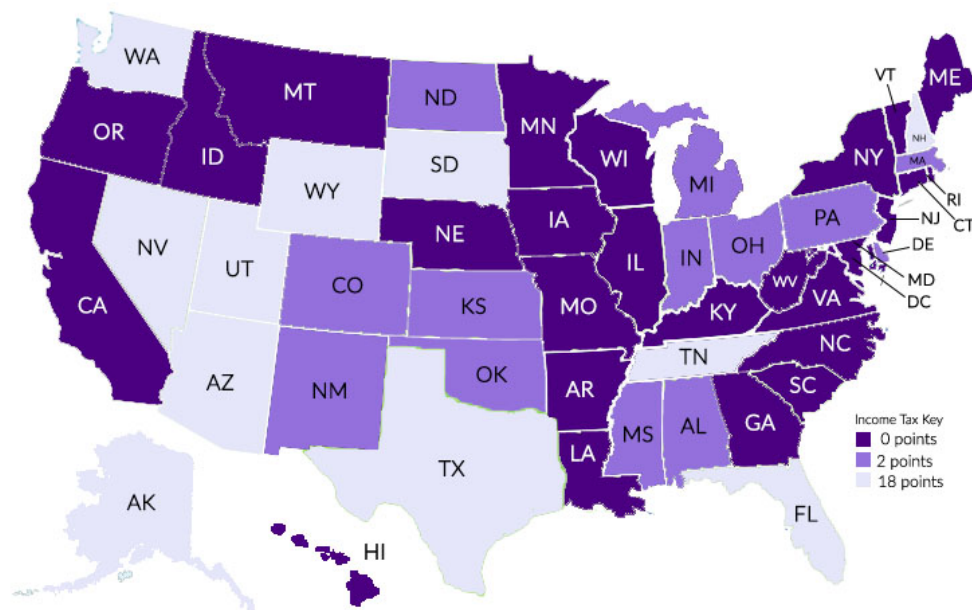 WA
MT
ND
MN
VT
ME
OR
ID
SD
WI
NY
NH
MA
WY
MI
RI
CT
NV
UT
NE
IA
PA
NJ
IL
IN
OH
DE
CA
CO
KS
MO
WV
VA
MD
DC
KY
AZ
NM
OK
AR
TN
NC
SC
MS
AL
GA
LA
TX
Income Tax Key
0 points
2 points
18 points
AK
HI
FL